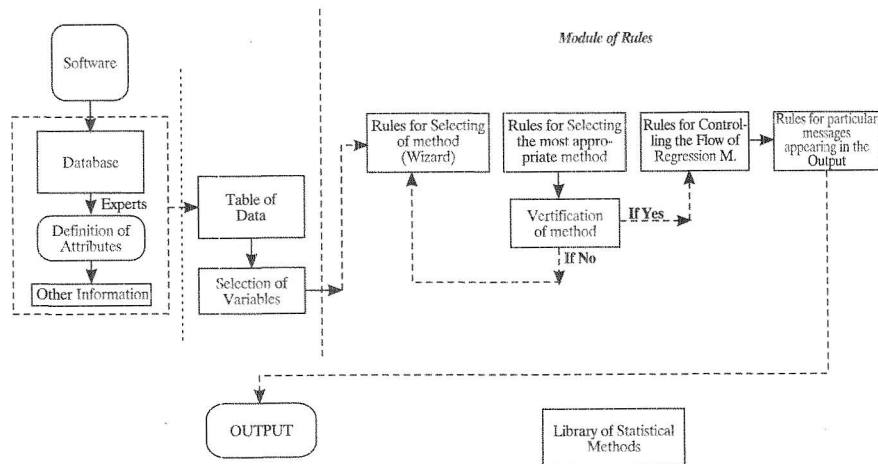 Module of Rules
Software
Database
Experts
Definition of
Attributes
Other Information
Table of
Data
Selection of
Variables
Rules for Selecting
of method
(Wizard)
Rules for Selecting
the most appro-
priate method
Vertification
of method
If Yes
If No
Rules for Control-
ling the Flow of
Regression M.
Rules for particular
messages
appearing in the
Output
OUTPUT
Library of Statistical
Methods